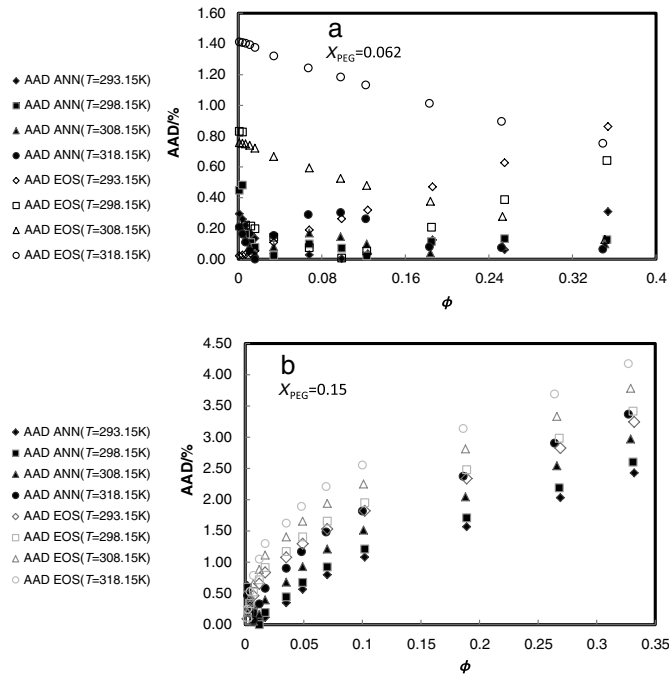 a
X_PEG=0.062
AAD/%
1.60
1.40
1.20
1.00
0.80
0.60
0.40
0.20
0.00
0
0.08
0.16
0.24
0.32
0.4
ϕ
AAD ANN(T=293.15K)
AAD ANN(T=298.15K)
AAD ANN(T=308.15K)
AAD ANN(T=318.15K)
AAD EOS(T=293.15K)
AAD EOS(T=298.15K)
AAD EOS(T=308.15K)
AAD EOS(T=318.15K)
b
X_PEG=0.15
AAD/%
4.50
4.00
3.50
3.00
2.50
2.00
1.50
1.00
0.50
0.00
0
0.05
0.1
0.15
0.2
0.25
0.3
0.35
ϕ
AAD ANN(T=293.15K)
AAD ANN(T=298.15K)
AAD ANN(T=308.15K)
AAD ANN(T=318.15K)
AAD EOS(T=293.15K)
AAD EOS(T=298.15K)
AAD EOS(T=308.15K)
AAD EOS(T=318.15K)